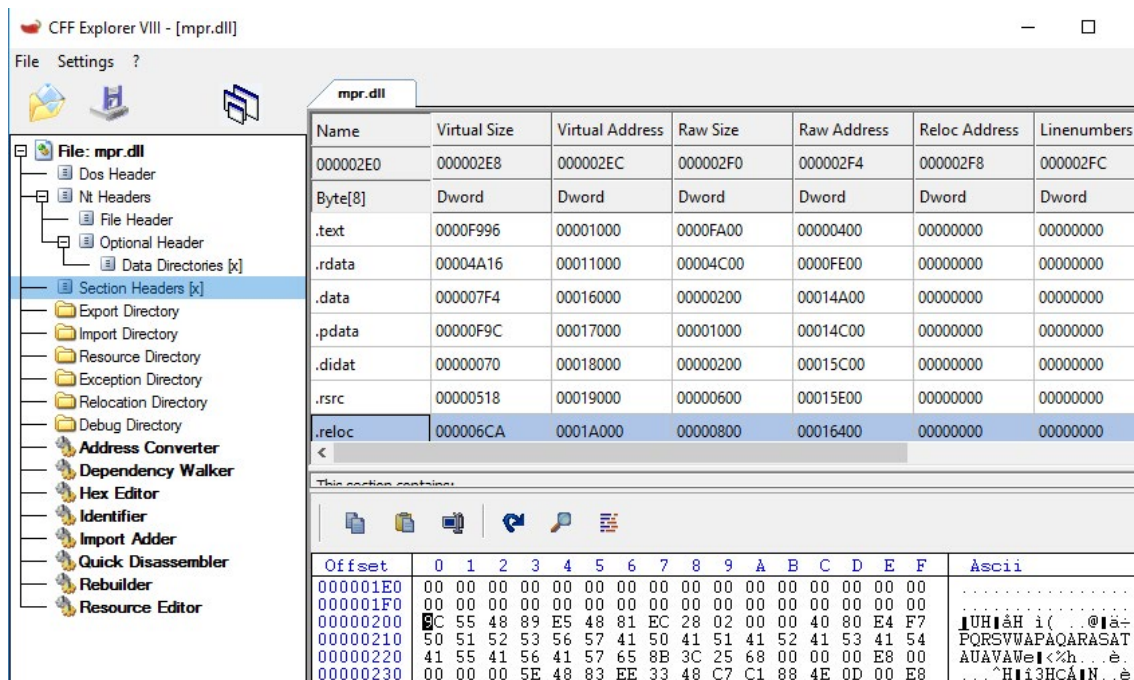 CFF Explorer VIII - [mpr.dll]
File Settings ?
mpr.dll
File: mpr.dll
Dos Header
Nt Headers
File Header
Optional Header
Data Directories [x]
Section Headers [x]
Export Directory
Import Directory
Resource Directory
Exception Directory
Relocation Directory
Debug Directory
Address Converter
Dependency Walker
Hex Editor
Identifier
Import Adder
Quick Disassembler
Rebuilder
Resource Editor
Name Virtual Size Virtual Address Raw Size Raw Address Reloc Address Linenumbers
000002E0 000002E8 000002EC 000002F0 000002F4 000002F8 000002FC
Byte[8] Dword Dword Dword Dword Dword Dword
.text 0000F996 00001000 0000FA00 00000400 00000000 00000000
.rdata 00004A16 00011000 00004C00 0000FE00 00000000 00000000
.data 000007F4 00016000 00000200 00014A00 00000000 00000000
.pdata 00000F9C 00017000 00001000 00014C00 00000000 00000000
.didat 00000070 00018000 00000200 00015C00 00000000 00000000
.rsrc 00000518 00019000 00000600 00015E00 00000000 00000000
.reloc 000006CA 0001A000 00000800 00016400 00000000 00000000
This section contains:
Offset 0 1 2 3 4 5 6 7 8 9 A B C D E F Ascii
000001E0 00 00 00 00 00 00 00 00 00 00 00 00 00 00 00 00 ................
000001F0 00 00 00 00 00 00 00 00 00 00 00 00 00 00 00 00 ................
00000200 9C 55 48 89 E5 48 81 EC 28 02 00 00 40 80 E4 F7
00000210 50 51 52 53 56 57 41 50 41 51 41 52 41 53 41 54 PQRSVWAPAQARASAT
00000220 41 55 41 56 41 57 65 8B 3C 25 68 00 00 00 E8 00
00000230 00 00 00 5E 48 83 EE 33 48 C7 C1 88 4E 0D 00 E8